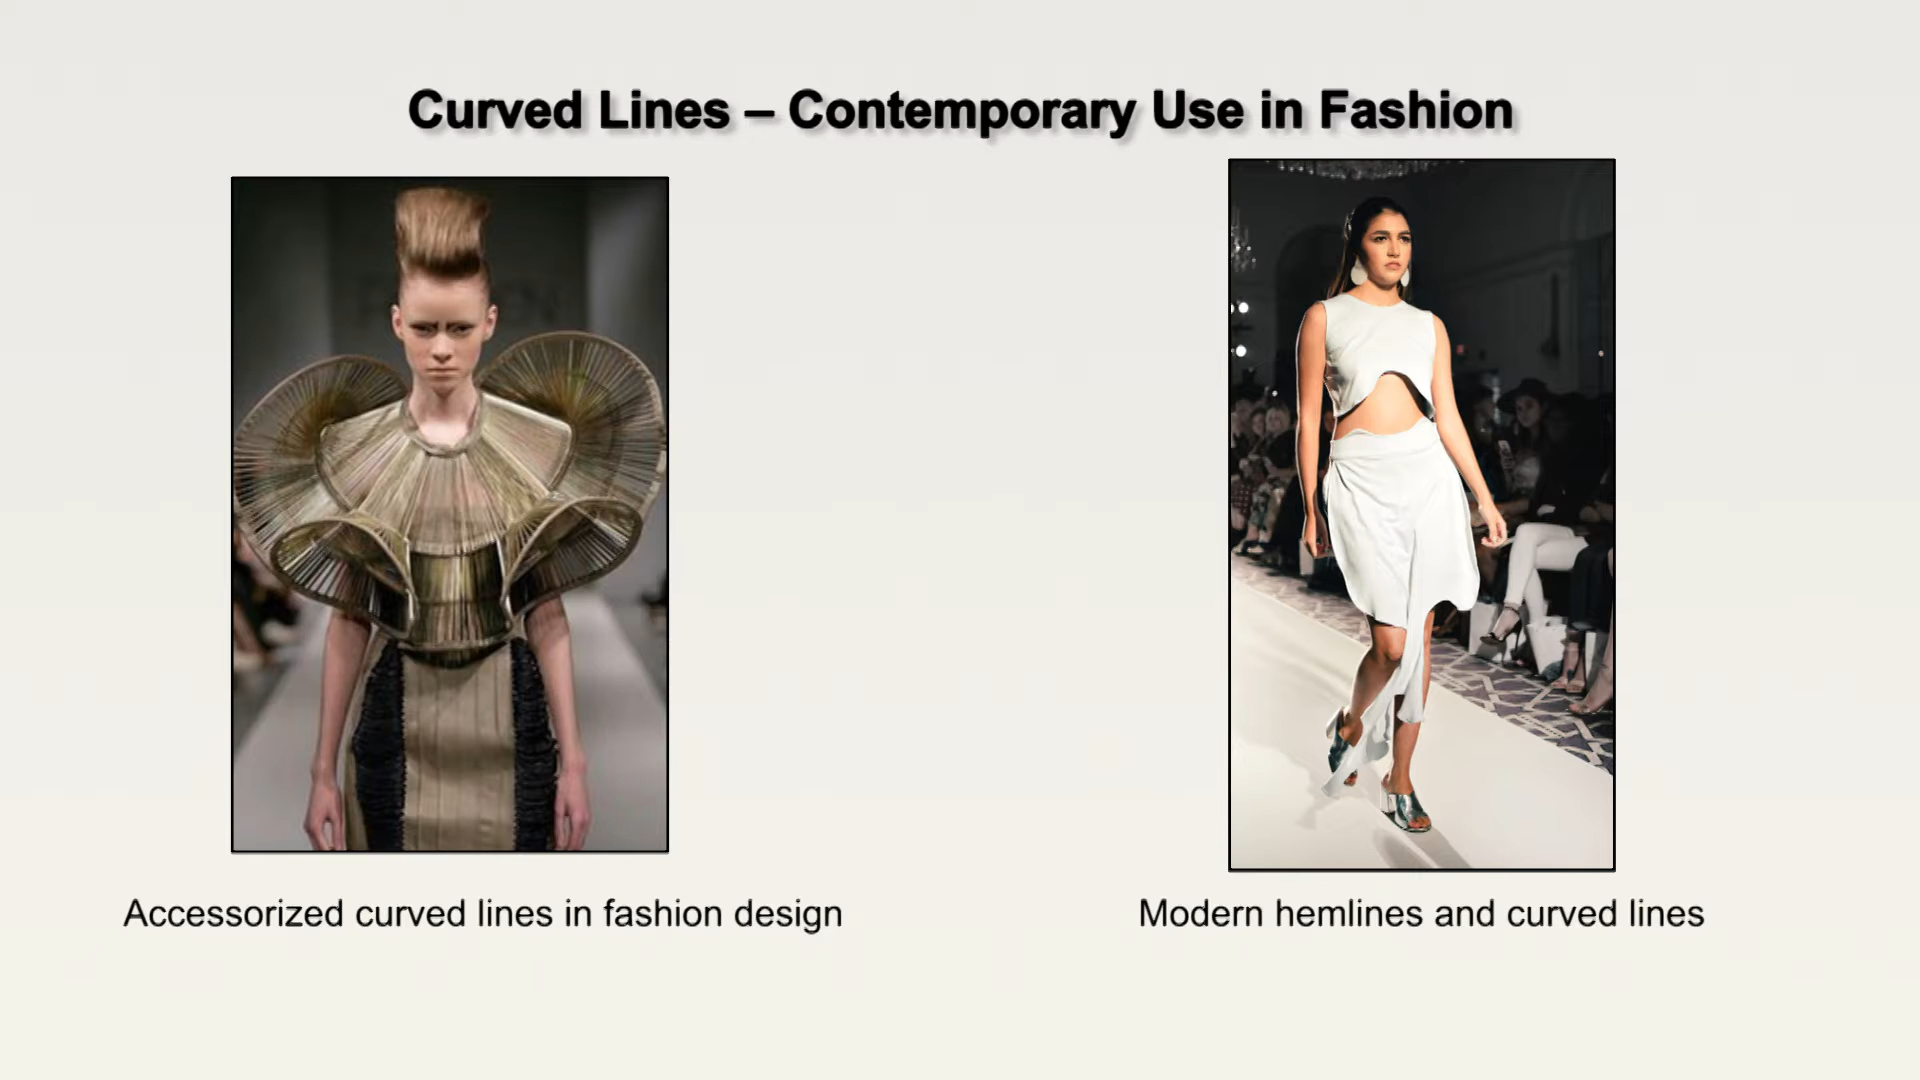 Curved Lines – Contemporary Use in Fashion
Accessorized curved lines in fashion design
Modern hemlines and curved lines